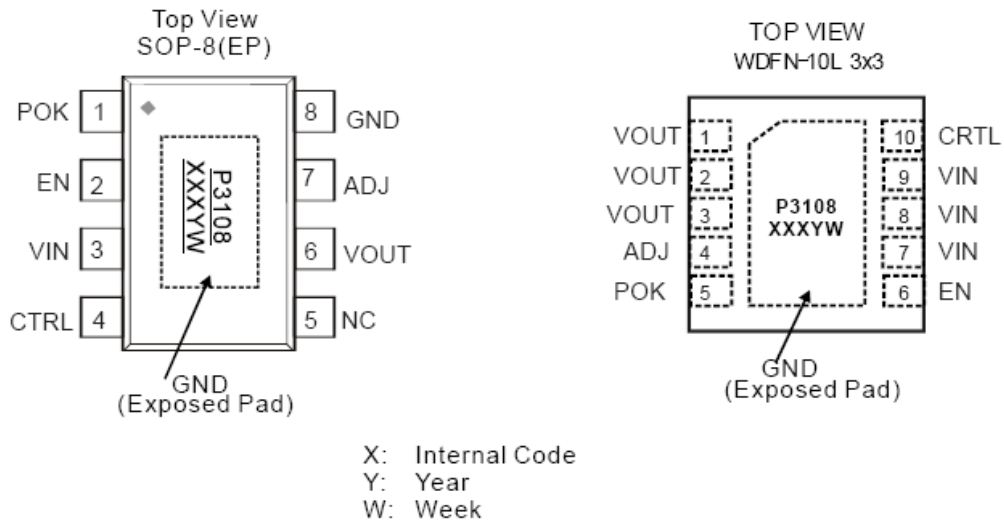 Top View
SOP-8(EP)
POK 1
EN 2
VIN 3
CTRL 4
8 GND
7 ADJ
6 VOUT
5 NC
P3108
XXXYW
GND
(Exposed Pad)
TOP VIEW
WDFN-10L 3x3
VOUT 1
VOUT 2
VOUT 3
ADJ 4
POK 5
10 CRTL
9 VIN
8 VIN
7 VIN
6 EN
P3108
XXXYW
GND
(Exposed Pad)
X: Internal Code
Y: Year
W: Week